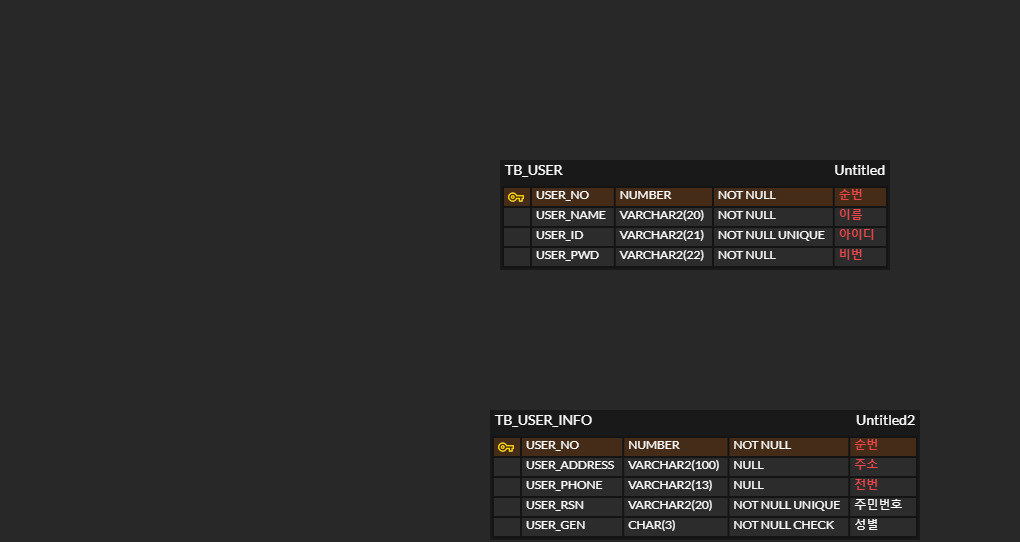 TB_USER Untitled
USER_NO NUMBER NOT NULL 순번
USER_NAME VARCHAR2(20) NOT NULL 이름
USER_ID VARCHAR2(21) NOT NULL UNIQUE 아이디
USER_PWD VARCHAR2(22) NOT NULL 비번
TB_USER_INFO Untitled2
USER_NO NUMBER NOT NULL 순번
USER_ADDRESS VARCHAR2(100) NULL 주소
USER_PHONE VARCHAR2(13) NULL 전번
USER_RSN VARCHAR2(20) NOT NULL UNIQUE 주민번호
USER_GEN CHAR(3) NOT NULL CHECK 성별